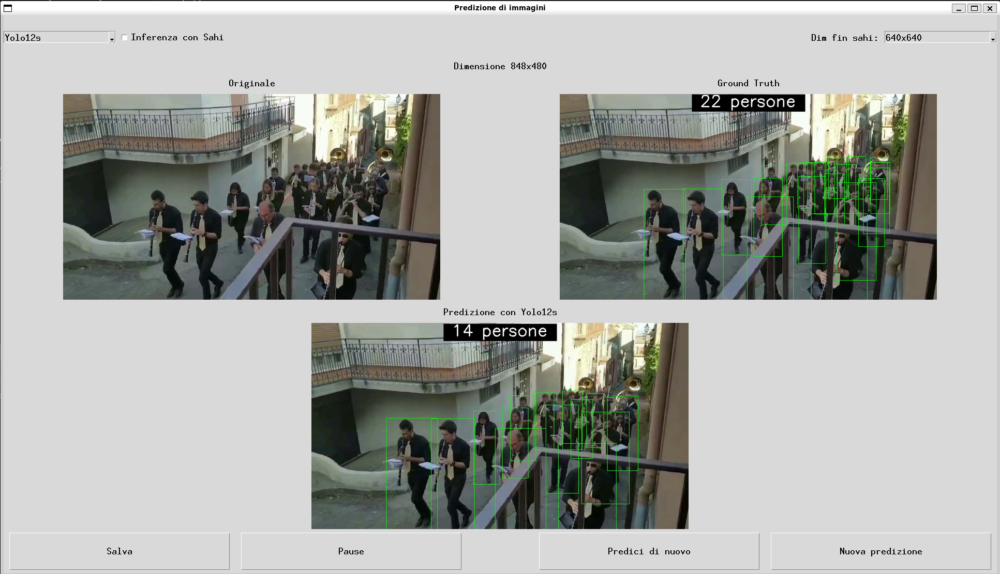 Predizione di immagini
Yolo12s
Inferenza con Sahi
Dim fin sahi: 640x640
Dimensione 848x480
Originale
Ground Truth
22 persone
Predizione con Yolo12s
14 persone
Salva
Pause
Predici di nuovo
Nuova predizione